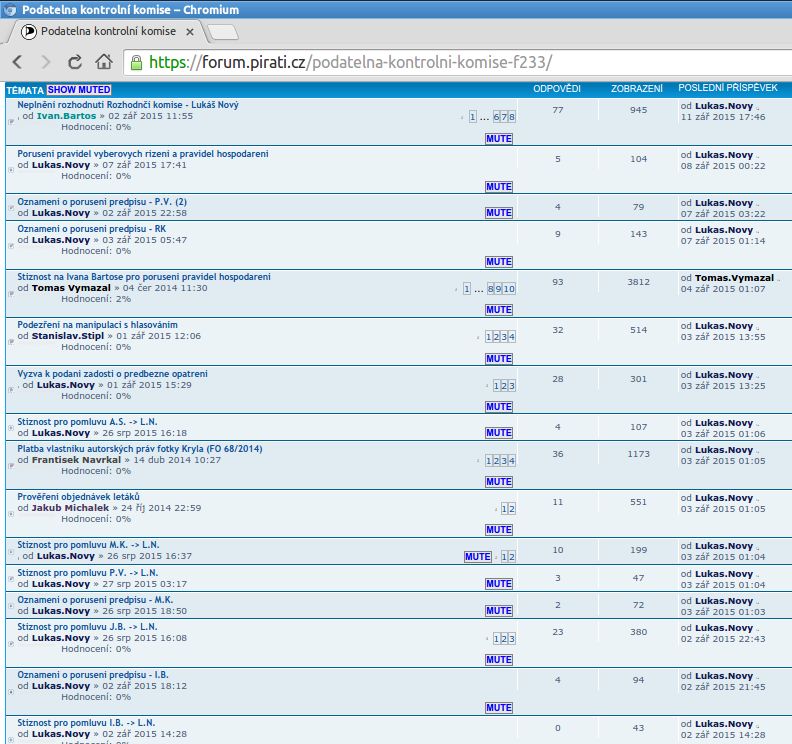 Podatelna kontrolní komise – Chromium
Podatelna kontrolní komise ×
https://forum.pirati.cz/podatelna-kontrolni-komise-f233/
TÉMATA SHOW MUTED ODPOVĚDI ZOBRAZENÍ POSLEDNÍ PŘÍSPĚVEK
Neplnění rozhodnutí Rozhodnčí komise - Lukáš Nový
od Ivan.Bartos » 02 zář 2015 11:55 1 ... 6 7 8 77 945 od Lukas.Novy
11 zář 2015 17:46
Hodnocení: 0%
MUTE
Poruseni pravidel vyberovych rizeni a pravidel hospodareni
od Lukas.Novy » 07 zář 2015 17:41 5 104 od Lukas.Novy
08 zář 2015 00:22
Hodnocení: 0%
MUTE
Oznameni o poruseni predpisu - P.V. (2)
od Lukas.Novy » 02 zář 2015 22:58 MUTE 4 79 od Lukas.Novy
07 zář 2015 03:22
Oznameni o poruseni predpisu - RK
od Lukas.Novy » 03 zář 2015 05:47 9 143 od Lukas.Novy
07 zář 2015 01:14
Hodnocení: 0%
MUTE
Stiznost na Ivana Bartose pro poruseni pravidel hospodareni
od Tomas Vymazal » 04 čer 2014 11:30 1 ... 8 9 10 93 3812 od Tomas.Vymazal
04 zář 2015 01:07
Hodnocení: 2%
MUTE
Podezření na manipulaci s hlasováním
od Stanislav.Stipl » 01 zář 2015 12:06 1 2 3 4 32 514 od Lukas.Novy
03 zář 2015 13:55
Hodnocení: 0%
MUTE
Vyzva k podani zadosti o predbezne opatreni
od Lukas.Novy » 01 zář 2015 15:29 1 2 3 28 301 od Lukas.Novy
03 zář 2015 13:25
Hodnocení: 0%
MUTE
Stiznost pro pomluvu A.S. -> L.N.
od Lukas.Novy » 26 srp 2015 16:18 MUTE 4 107 od Lukas.Novy
03 zář 2015 01:06
Platba vlastníku autorských práv fotky Kryla (FO 68/2014)
od Frantisek Navrkal » 14 dub 2014 10:27 1 2 3 4 36 1173 od Lukas.Novy
03 zář 2015 01:05
Hodnocení: 0%
MUTE
Prověření objednávek letáků
od Jakub Michalek » 24 říj 2014 22:59 1 2 11 551 od Lukas.Novy
03 zář 2015 01:05
Hodnocení: 0%
MUTE
Stiznost pro pomluvu M.K. -> L.N.
od Lukas.Novy » 26 srp 2015 16:37 MUTE 1 2 10 199 od Lukas.Novy
03 zář 2015 01:04
Stiznost pro pomluvu P.V. -> L.N.
od Lukas.Novy » 27 srp 2015 03:17 MUTE 3 47 od Lukas.Novy
03 zář 2015 01:04
Oznameni o poruseni predpisu - M.K.
od Lukas.Novy » 26 srp 2015 18:50 MUTE 2 72 od Lukas.Novy
03 zář 2015 01:03
Stiznost pro pomluvu J.B. -> L.N.
od Lukas.Novy » 26 srp 2015 16:08 1 2 3 23 380 od Lukas.Novy
02 zář 2015 22:43
Hodnocení: 0%
MUTE
Oznameni o poruseni predpisu - I.B.
od Lukas.Novy » 02 zář 2015 18:12 4 94 od Lukas.Novy
02 zář 2015 21:45
Hodnocení: 0%
MUTE
Stiznost pro pomluvu I.B. -> L.N.
od Lukas.Novy » 02 zář 2015 14:28 0 43 od Lukas.Novy
02 zář 2015 14:28
Hodnocení: 0%